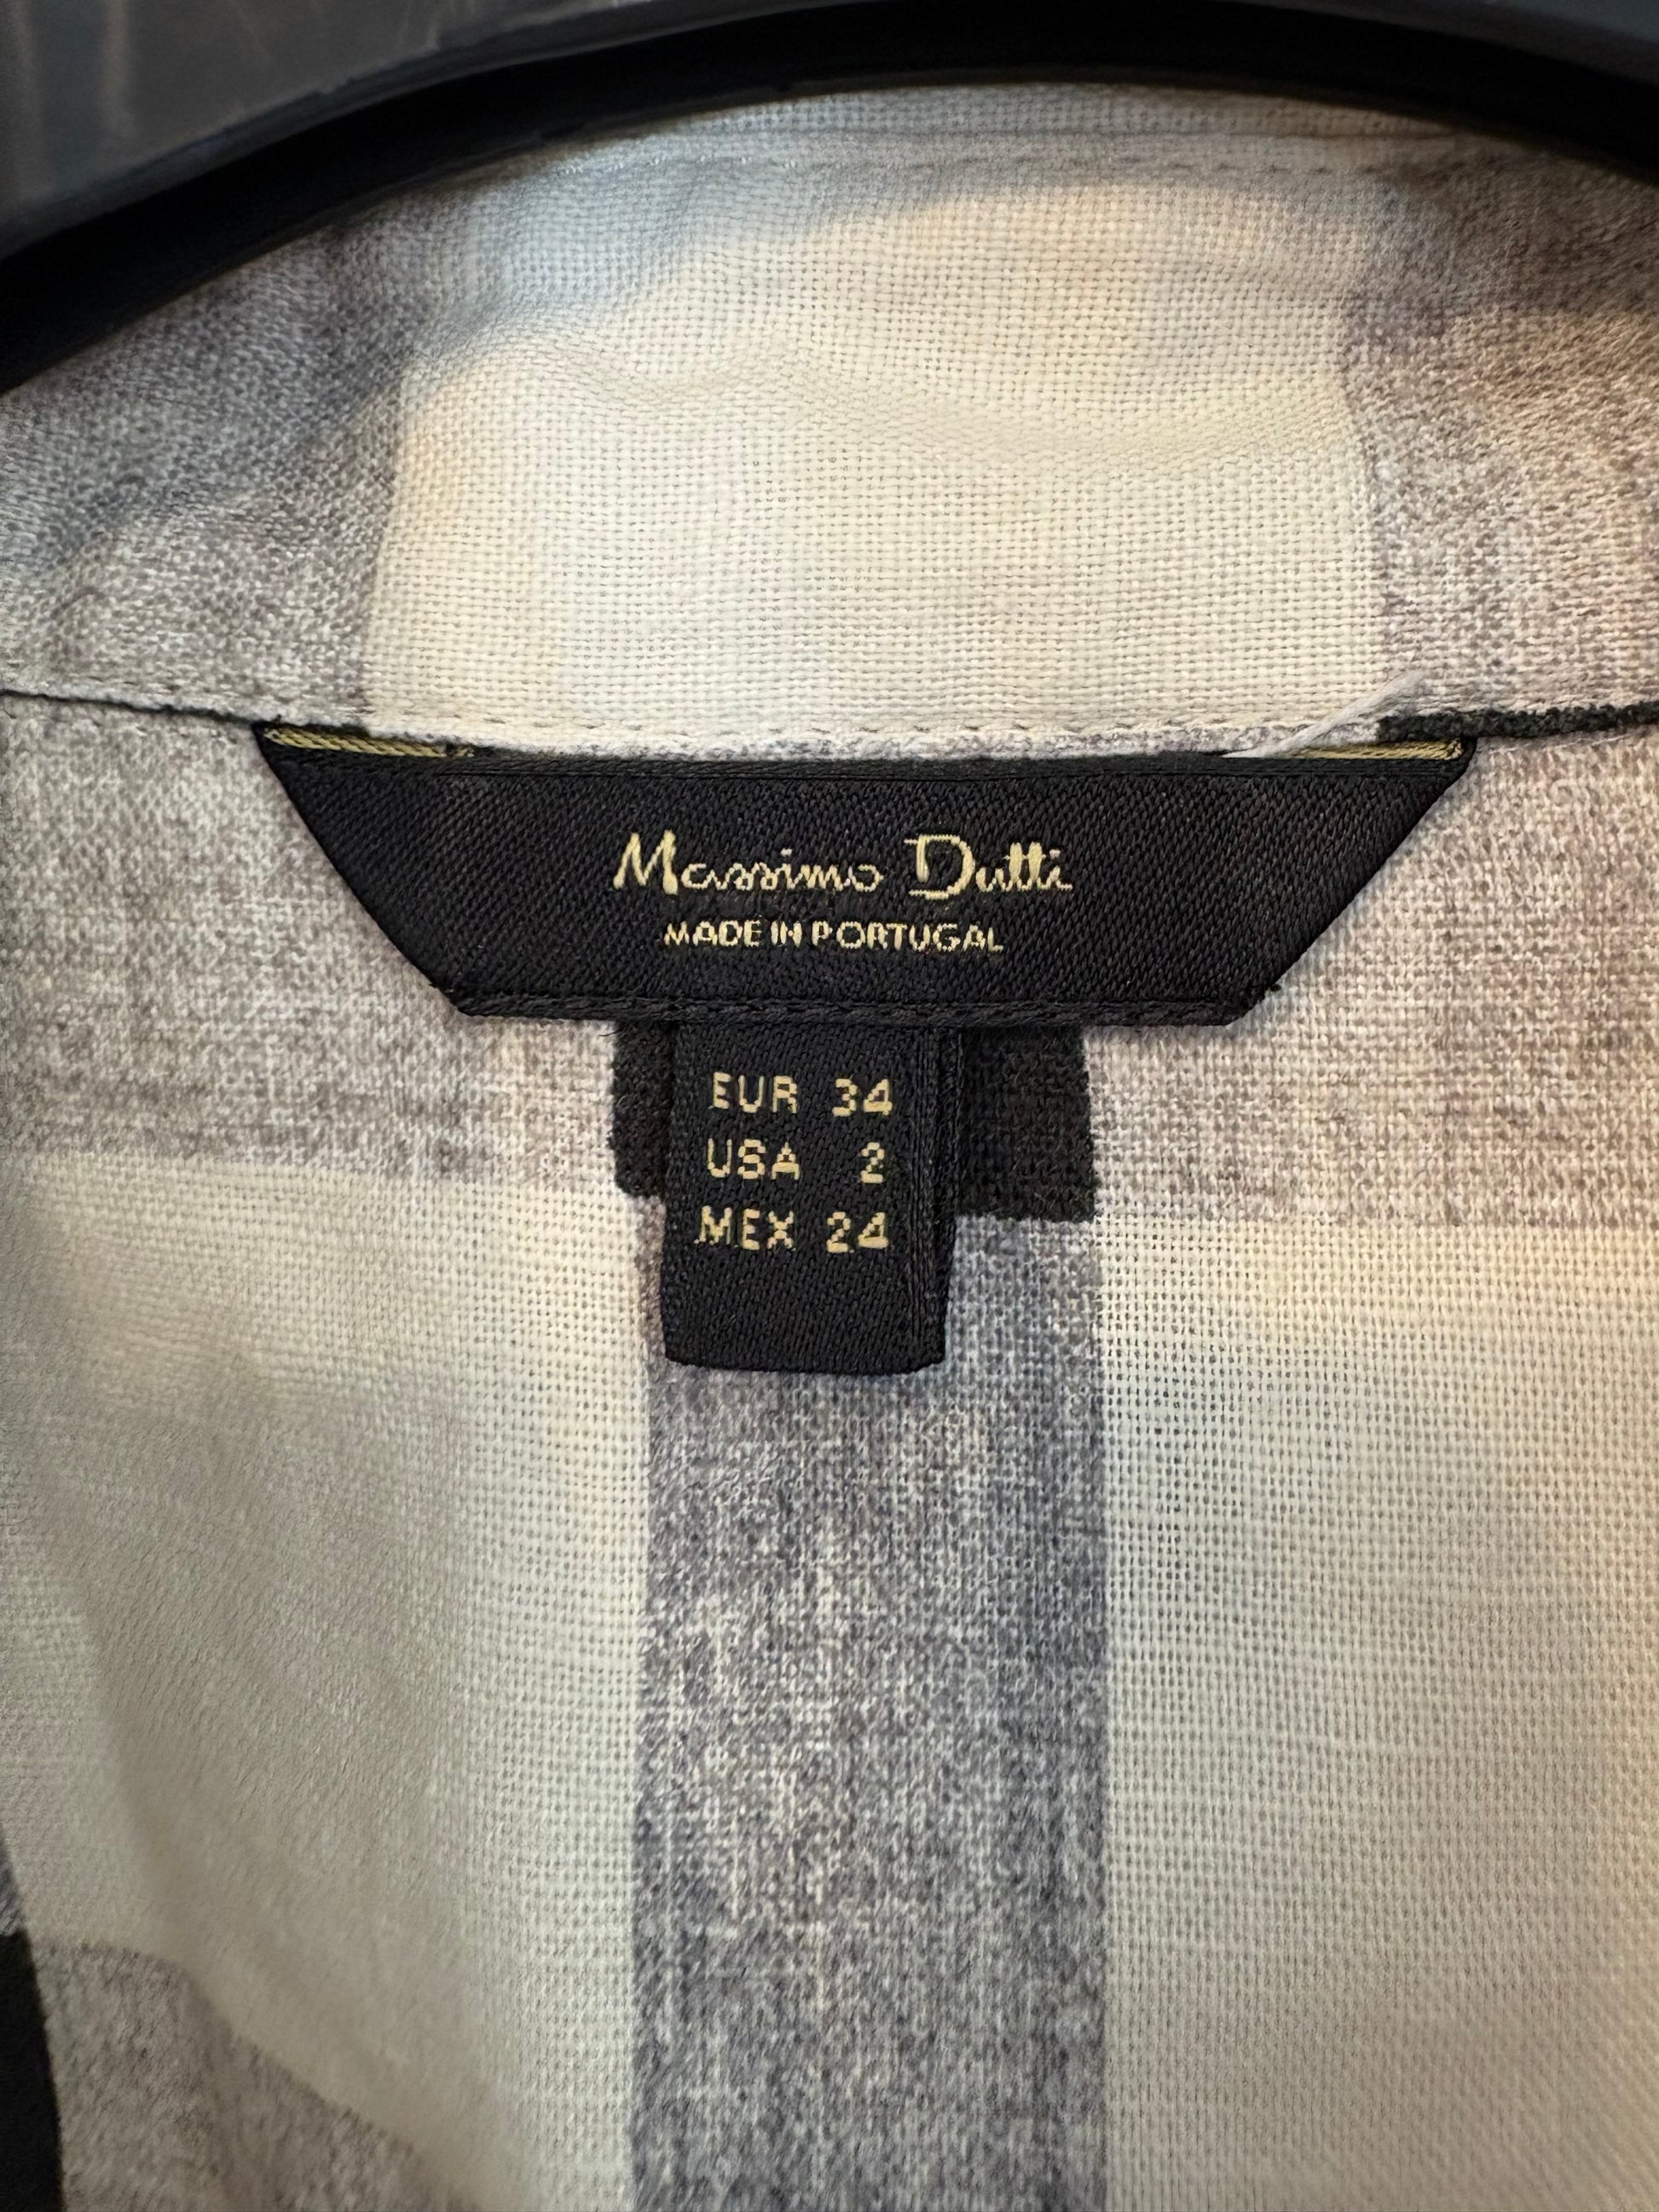 Massimo Dutti
MADE IN PORTUGAL
EUR 34
USA 2
MEX 24